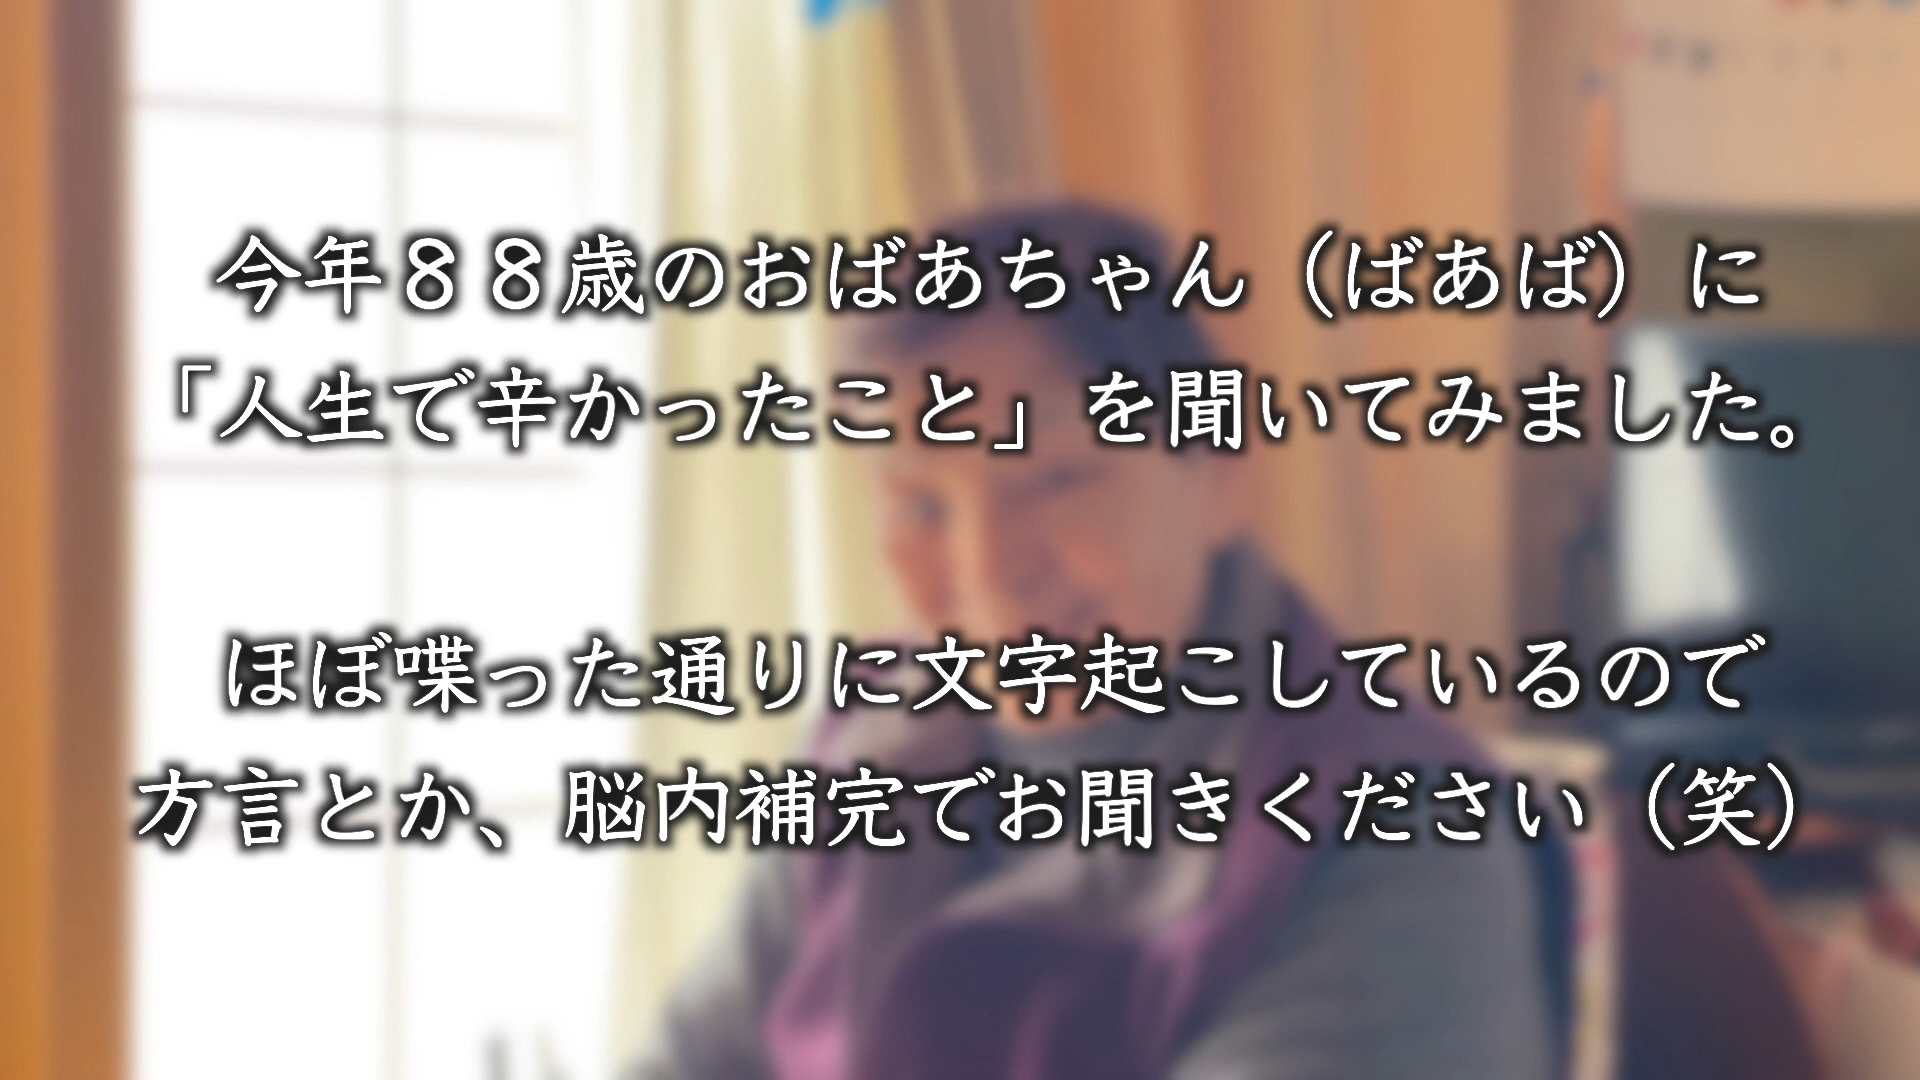 今年８８歳のおばあちゃん（ばあば）に
「人生で辛かったこと」を聞いてみました。
ほぼ喋った通りに文字起こしているので
方言とか、脳内補完でお聞きください（笑）